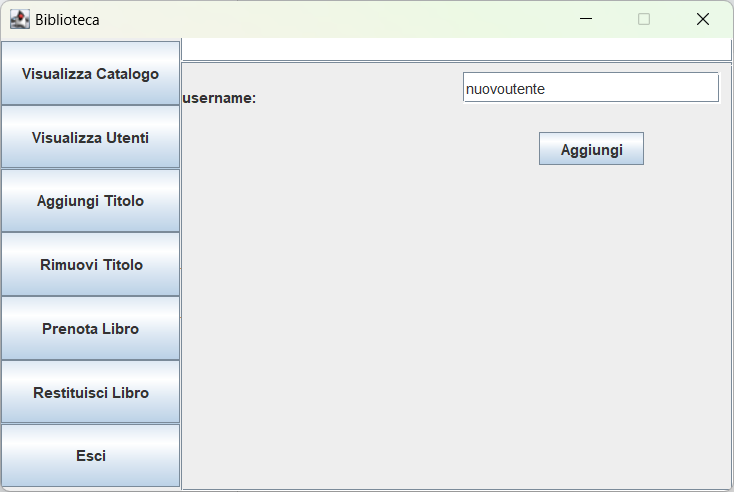 Biblioteca
Visualizza Catalogo
Visualizza Utenti
Aggiungi Titolo
Rimuovi Titolo
Prenota Libro
Restituisci Libro
Esci
username:
nuovoutente
Aggiungi